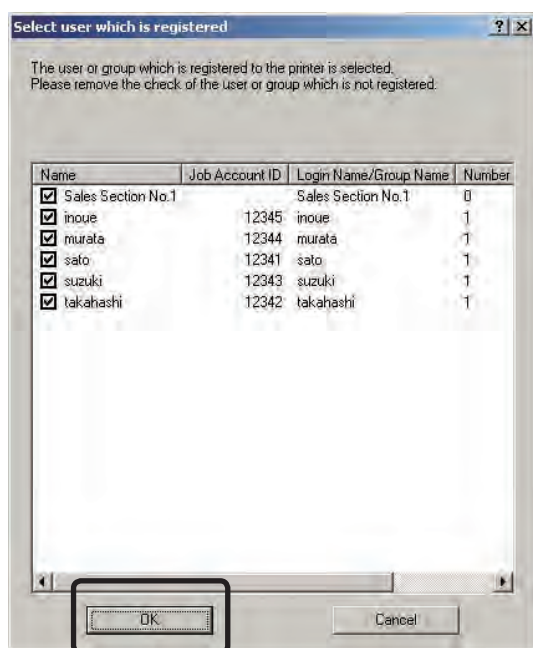 Select user which is registered
The user or group which is registered to the printer is selected.
Please remove the check of the user or group which is not registered.
Name Job Account ID Login Name/Group Name Number
Sales Section No.1 Sales Section No.1 0
inoue 12345 inoue 1
murata 12344 murata 1
sato 12341 sato 1
suzuki 12343 suzuki 1
takahashi 12342 takahashi 1
OK Cancel